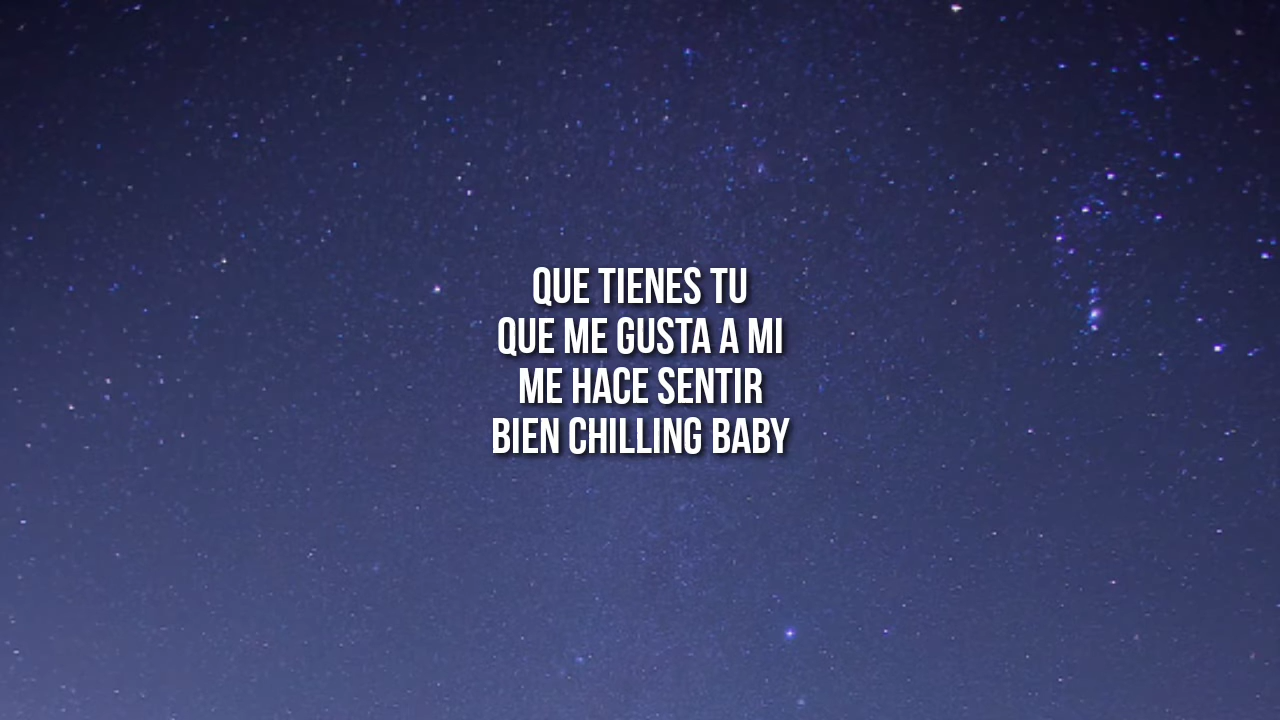 QUE TIENES TU
QUE ME GUSTA A MI
ME HACE SENTIR
BIEN CHILLING BABY